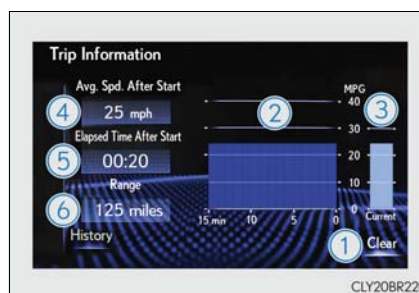 Trip Information
Avg. Spd. After Start
4
25 mph
Elapsed Time After Start
5
00:20
Range
6
125 miles
History
2
MPG
40
3
30
20
10
0
15 min
10
5
0
Current
1
Clear
CLY20BR22